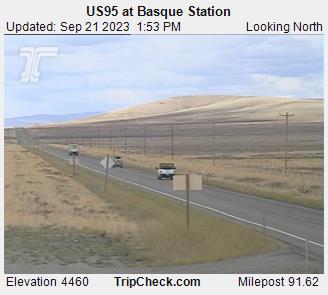 US95 at Basque Station
Updated: Sep 21 2023 1:53 PM Looking North
Elevation 4460 TripCheck.com Milepost 91.62